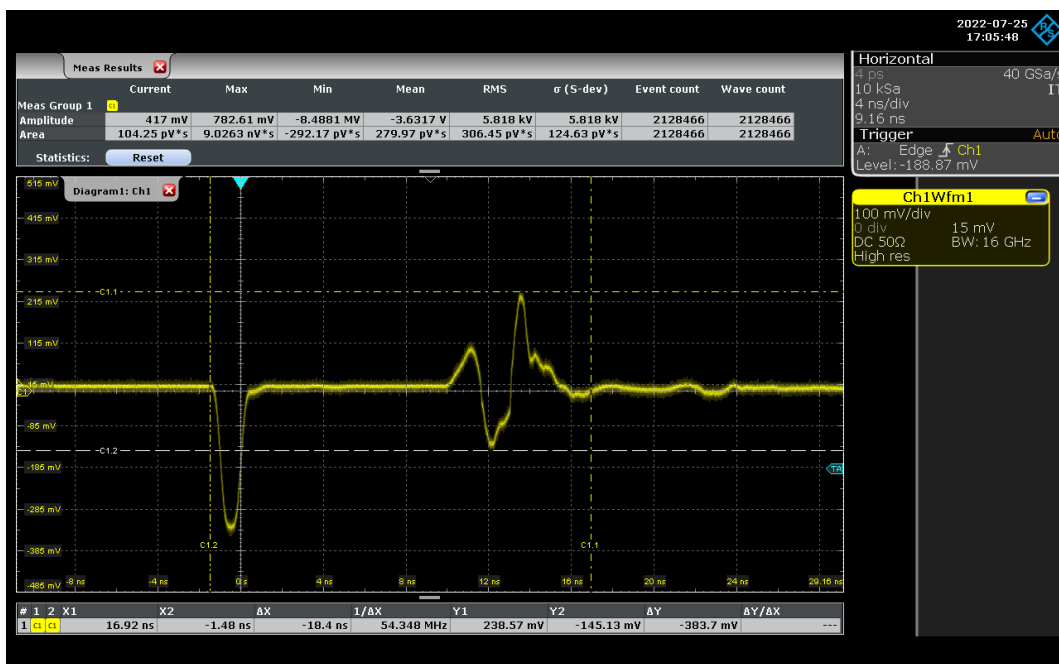 2022-07-25
17:05:48
Meas Results
Current Max Min Mean RMS σ (S-dev) Event count Wave count
Meas Group 1 C1
Amplitude 417 mV 782.61 mV -8.4881 MV -3.6317 V 5.818 kV 5.818 kV 2128466 2128466
Area 104.25 pV*s 9.0263 nV*s -292.17 pV*s 279.97 pV*s 306.45 pV*s 124.63 pV*s 2128466 2128466
Statistics: Reset
Horizontal
4 ps 40 GSa/s
10 kSa IT
4 ns/div
9.16 ns
Trigger Auto
A: Edge Ch1
Level: -188.87 mV
Ch1Wfm1
100 mV/div
0 div 15 mV
DC 50Ω BW: 16 GHz
High res
Diagram1: Ch1
515 mV
415 mV
315 mV
C1.1
215 mV
115 mV
15 mV
C1
-85 mV
C1.2
-185 mV
TA
-285 mV
C1.2 C1.1
-385 mV
-485 mV -8 ns -4 ns 0 s 4 ns 8 ns 12 ns 16 ns 20 ns 24 ns 29.16 ns
# 1 2 X1 X2 ΔX 1/ΔX Y1 Y2 ΔY ΔY/ΔX
1 C1 C1 16.92 ns -1.48 ns -18.4 ns 54.348 MHz 238.57 mV -145.13 mV -383.7 mV ---